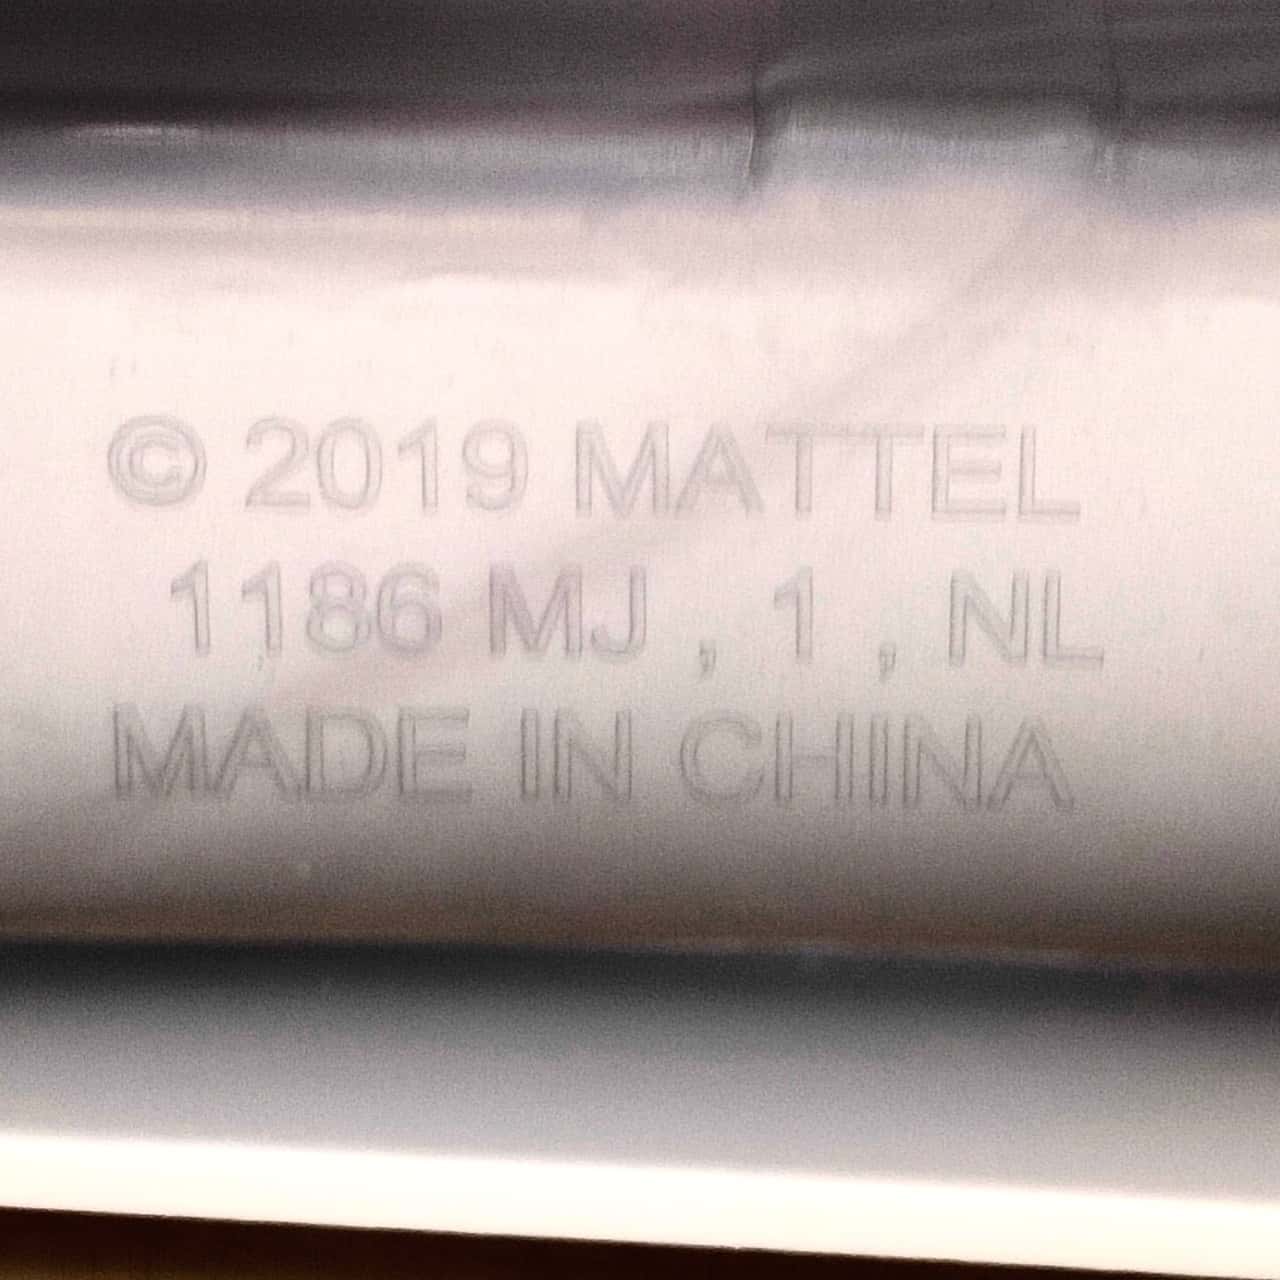 © 2019 MATTEL
1186 MJ , 1 , NL
MADE IN CHINA